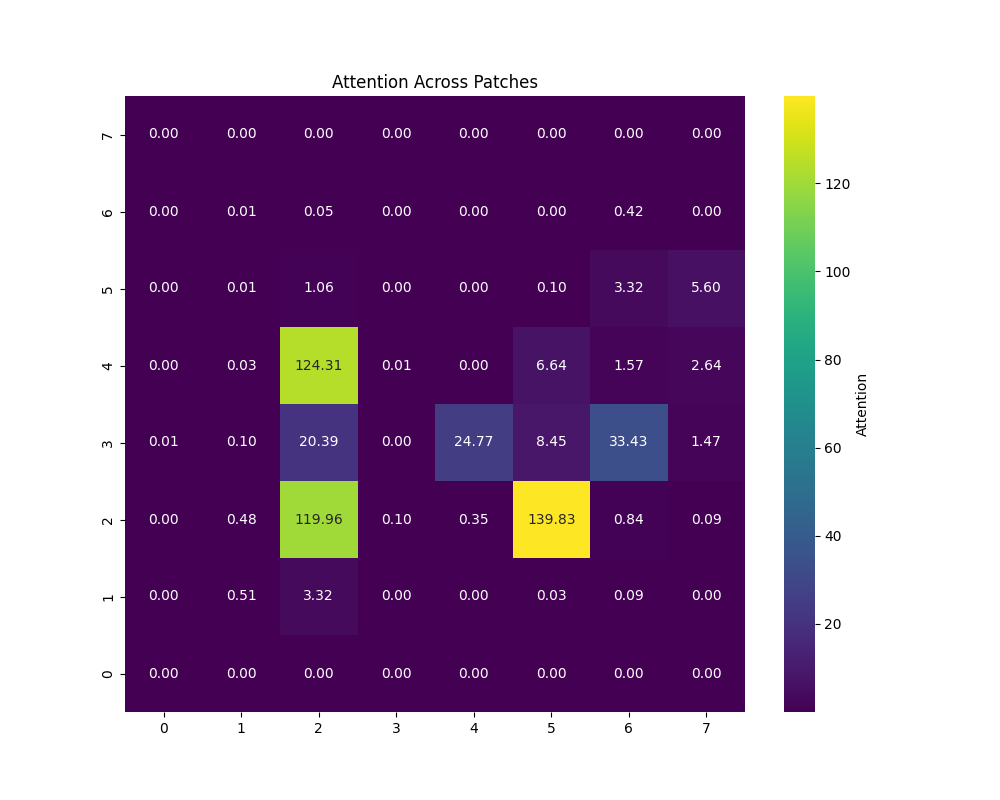 Attention Across Patches
7 0.00 0.00 0.00 0.00 0.00 0.00 0.00 0.00
6 0.00 0.01 0.05 0.00 0.00 0.00 0.42 0.00
5 0.00 0.01 1.06 0.00 0.00 0.10 3.32 5.60
4 0.00 0.03 124.31 0.01 0.00 6.64 1.57 2.64
3 0.01 0.10 20.39 0.00 24.77 8.45 33.43 1.47
2 0.00 0.48 119.96 0.10 0.35 139.83 0.84 0.09
1 0.00 0.51 3.32 0.00 0.00 0.03 0.09 0.00
0 0.00 0.00 0.00 0.00 0.00 0.00 0.00 0.00
0 1 2 3 4 5 6 7
120
100
80
60
40
20
Attention